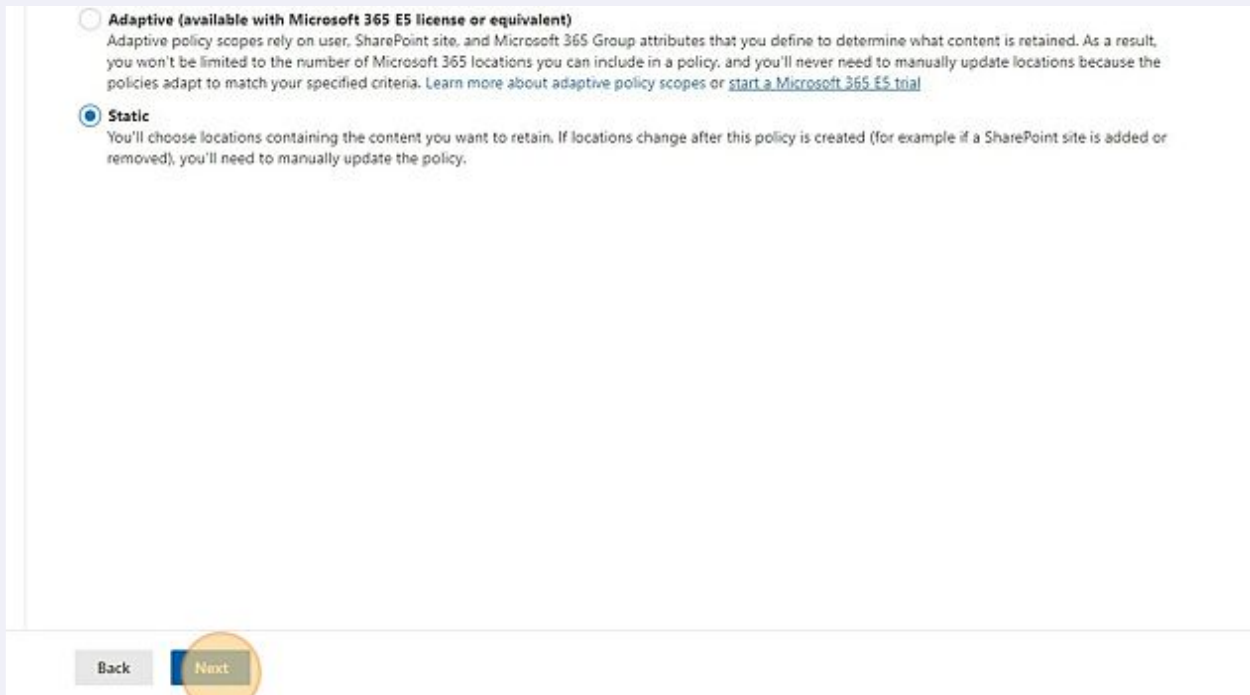 Adaptive (available with Microsoft 365 E5 license or equivalent)
Adaptive policy scopes rely on user, SharePoint site, and Microsoft 365 Group attributes that you define to determine what content is retained. As a result,
you won't be limited to the number of Microsoft 365 locations you can include in a policy, and you'll never need to manually update locations because the
policies adapt to match your specified criteria. Learn more about adaptive policy scopes or start a Microsoft 365 E5 trial
Static
You'll choose locations containing the content you want to retain. If locations change after this policy is created (for example if a SharePoint site is added or
removed), you'll need to manually update the policy.
Back Next